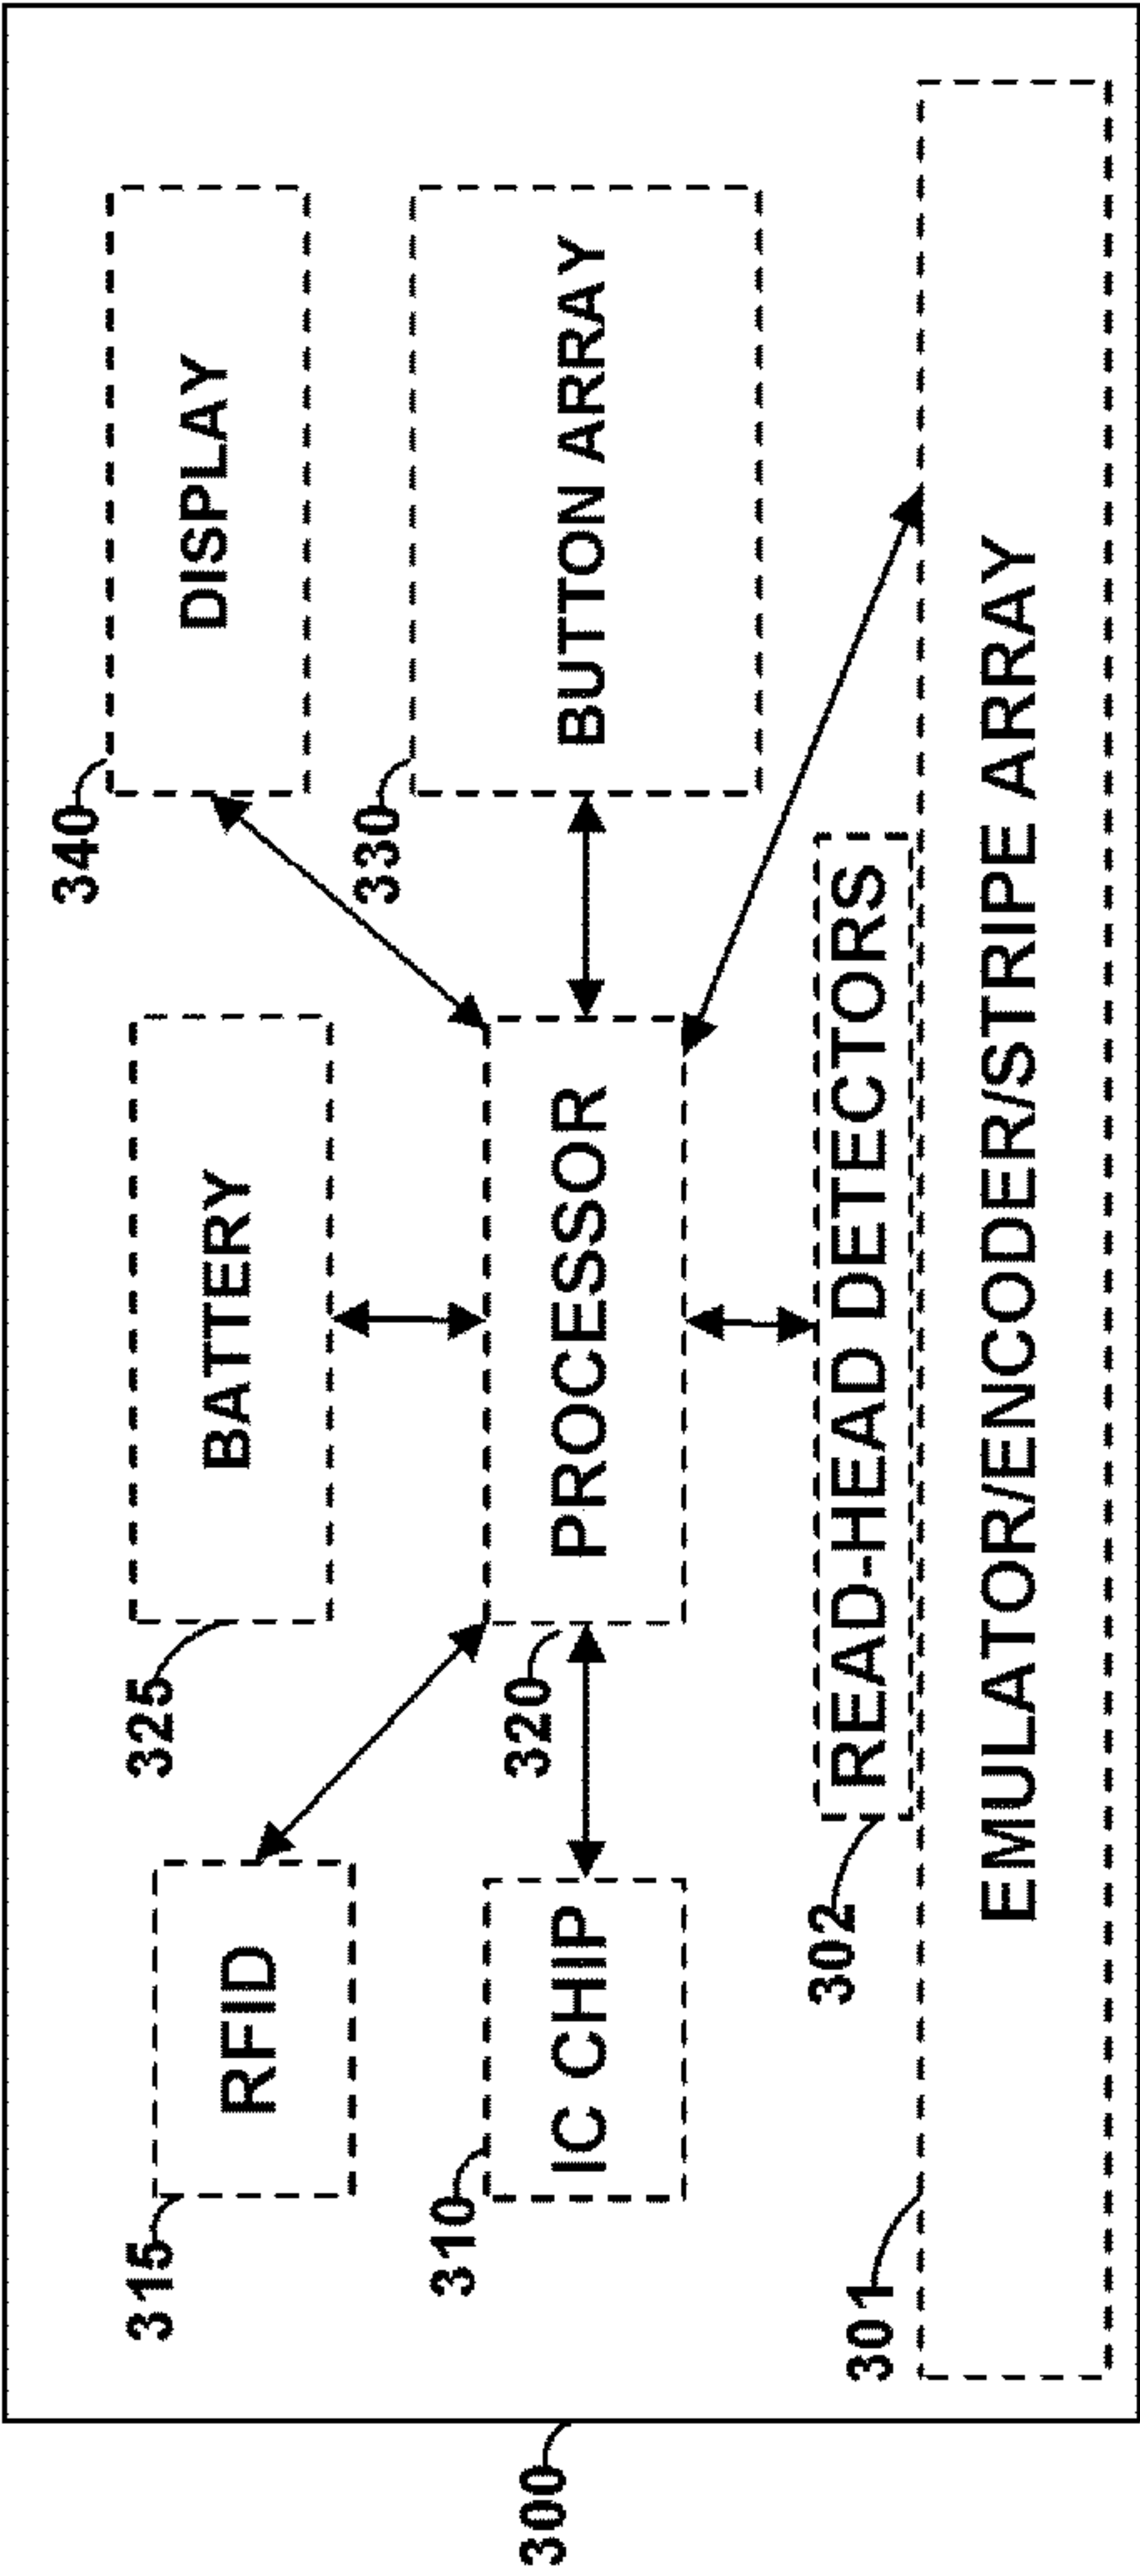 340
DISPLAY
325
BATTERY
315
RFID
330
BUTTON ARRAY
320
PROCESSOR
310
IC CHIP
302
READ-HEAD DETECTORS
301
EMULATOR/ENCODER/STRIPE ARRAY
300